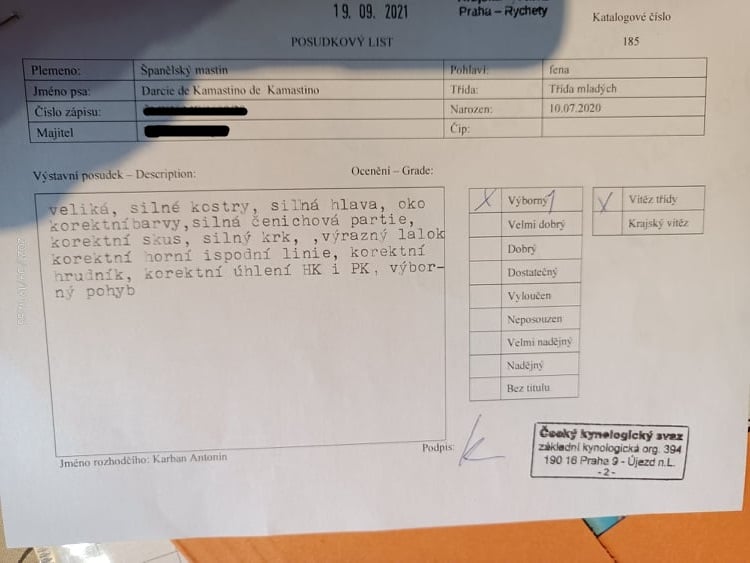 19. 09. 2021
Praha – Rychety
Katalogové číslo
POSUDKOVÝ LIST
185
Plemeno: Španělský mastin Pohlaví: fena
Jméno psa: Darcie de Kamastino de Kamastino Třída: Třída mladých
Číslo zápisu: Narozen: 10.07.2020
Majitel Čip:
Výstavní posudek – Description:
Ocenění – Grade:
veliká, silné kostry, silná hlava, oko
korektníbarvy,silná čenichová partie,
korektní skus, silný krk, ,výrazný lalok
korektní horní ispodní linie, korektní
hrudník, korektní úhlení HK i PK, výbor-
ný pohyb
X Výborný 1
Velmi dobrý
Dobrý
Dostatečný
Vyloučen
Neposouzen
Velmi nadějný
Nadějný
Bez titulu
X Vítěz třídy
Krajský vítěz
Podpis:
Jméno rozhodčího: Karban Antonín
Český kynologický svaz
základní kynologická org. 394
190 16 Praha 9 - Újezd n.L.
- 2 -